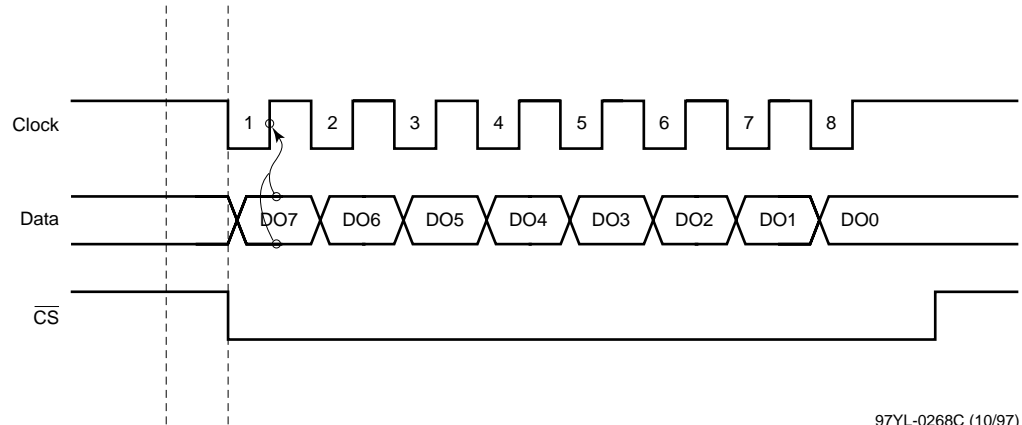 Clock 1 2 3 4 5 6 7 8
Data DO7 DO6 DO5 DO4 DO3 DO2 DO1 DO0
CS
97YL-0268C (10/97)